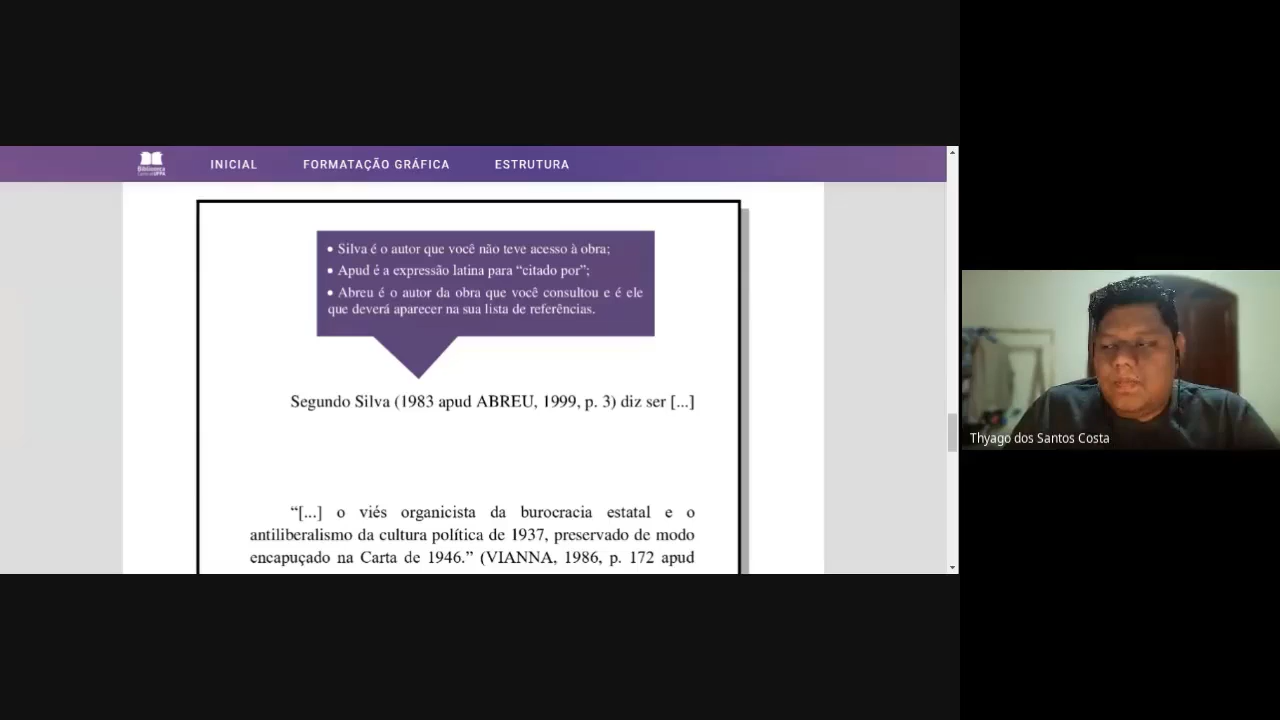 INICIAL
FORMATAÇÃO GRÁFICA
ESTRUTURA
• Silva é o autor que você não teve acesso à obra;
• Apud é a expressão latina para “citado por”;
• Abreu é o autor da obra que você consultou e é ele
que deverá aparecer na sua lista de referências.
Segundo Silva (1983 apud ABREU, 1999, p. 3) diz ser [...]
“[...] o viés organicista da burocracia estatal e o
antiliberalismo da cultura política de 1937, preservado de modo
encapuçado na Carta de 1946.” (VIANNA, 1986, p. 172 apud
Thyago dos Santos Costa